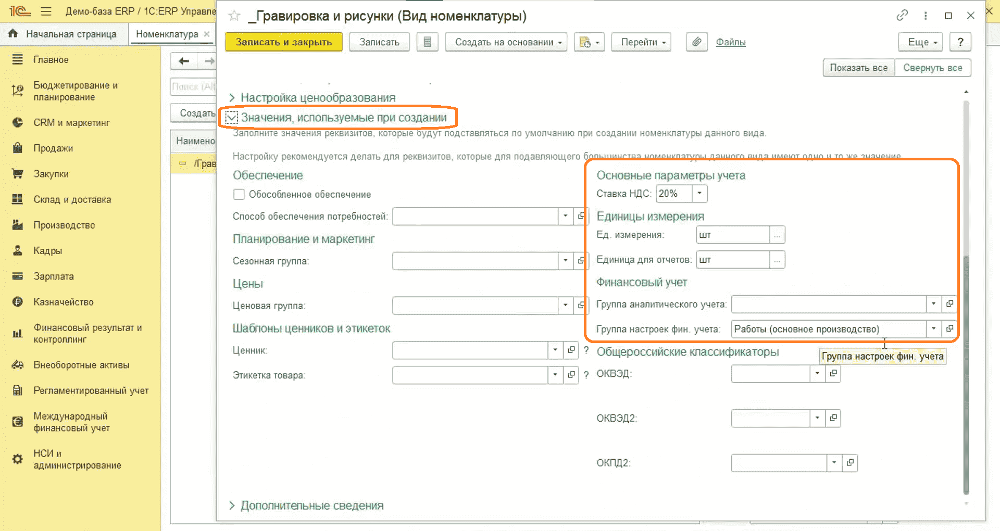 1С Демо-база ERP / 1С:ERP Управле
Начальная страница
Номенклатура ×
Главное
Бюджетирование и
планирование
CRM и маркетинг
Продажи
Закупки
Склад и доставка
Производство
Кадры
Зарплата
Казначейство
Финансовый результат и
контроллинг
Внеоборотные активы
Регламентированный учет
Международный
финансовый учет
НСИ и
администрирование
Поиск (Alt
Создать
Наимено
/Грав
_Гравировка и рисунки (Вид номенклатуры)
Записать и закрыть
Записать
Создать на основании
Перейти
Файлы
Еще
?
Показать все
Свернуть все
Настройка ценообразования
Значения, используемые при создании
Заполните значения реквизитов, которые будут подставляться по умолчанию при создании номенклатуры данного вида.
Настройку рекомендуется делать для реквизитов, которые для подавляющего большинства номенклатуры данного вида имеют одно и то же значение
Обеспечение
Обособленное обеспечение
Способ обеспечения потребностей:
Планирование и маркетинг
Сезонная группа:
Цены
Ценовая группа:
Шаблоны ценников и этикеток
Ценник: ?
Этикетка товара: ?
Основные параметры учета
Ставка НДС: 20%
Единицы измерения
Ед. измерения: шт ...
Единица для отчетов: шт ...
Финансовый учет
Группа аналитического учета:
Группа настроек фин. учета: Работы (основное производство)
Общероссийские классификаторы
Группа настроек фин. учета
ОКВЭД:
ОКВЭД2:
ОКПД2:
Дополнительные сведения